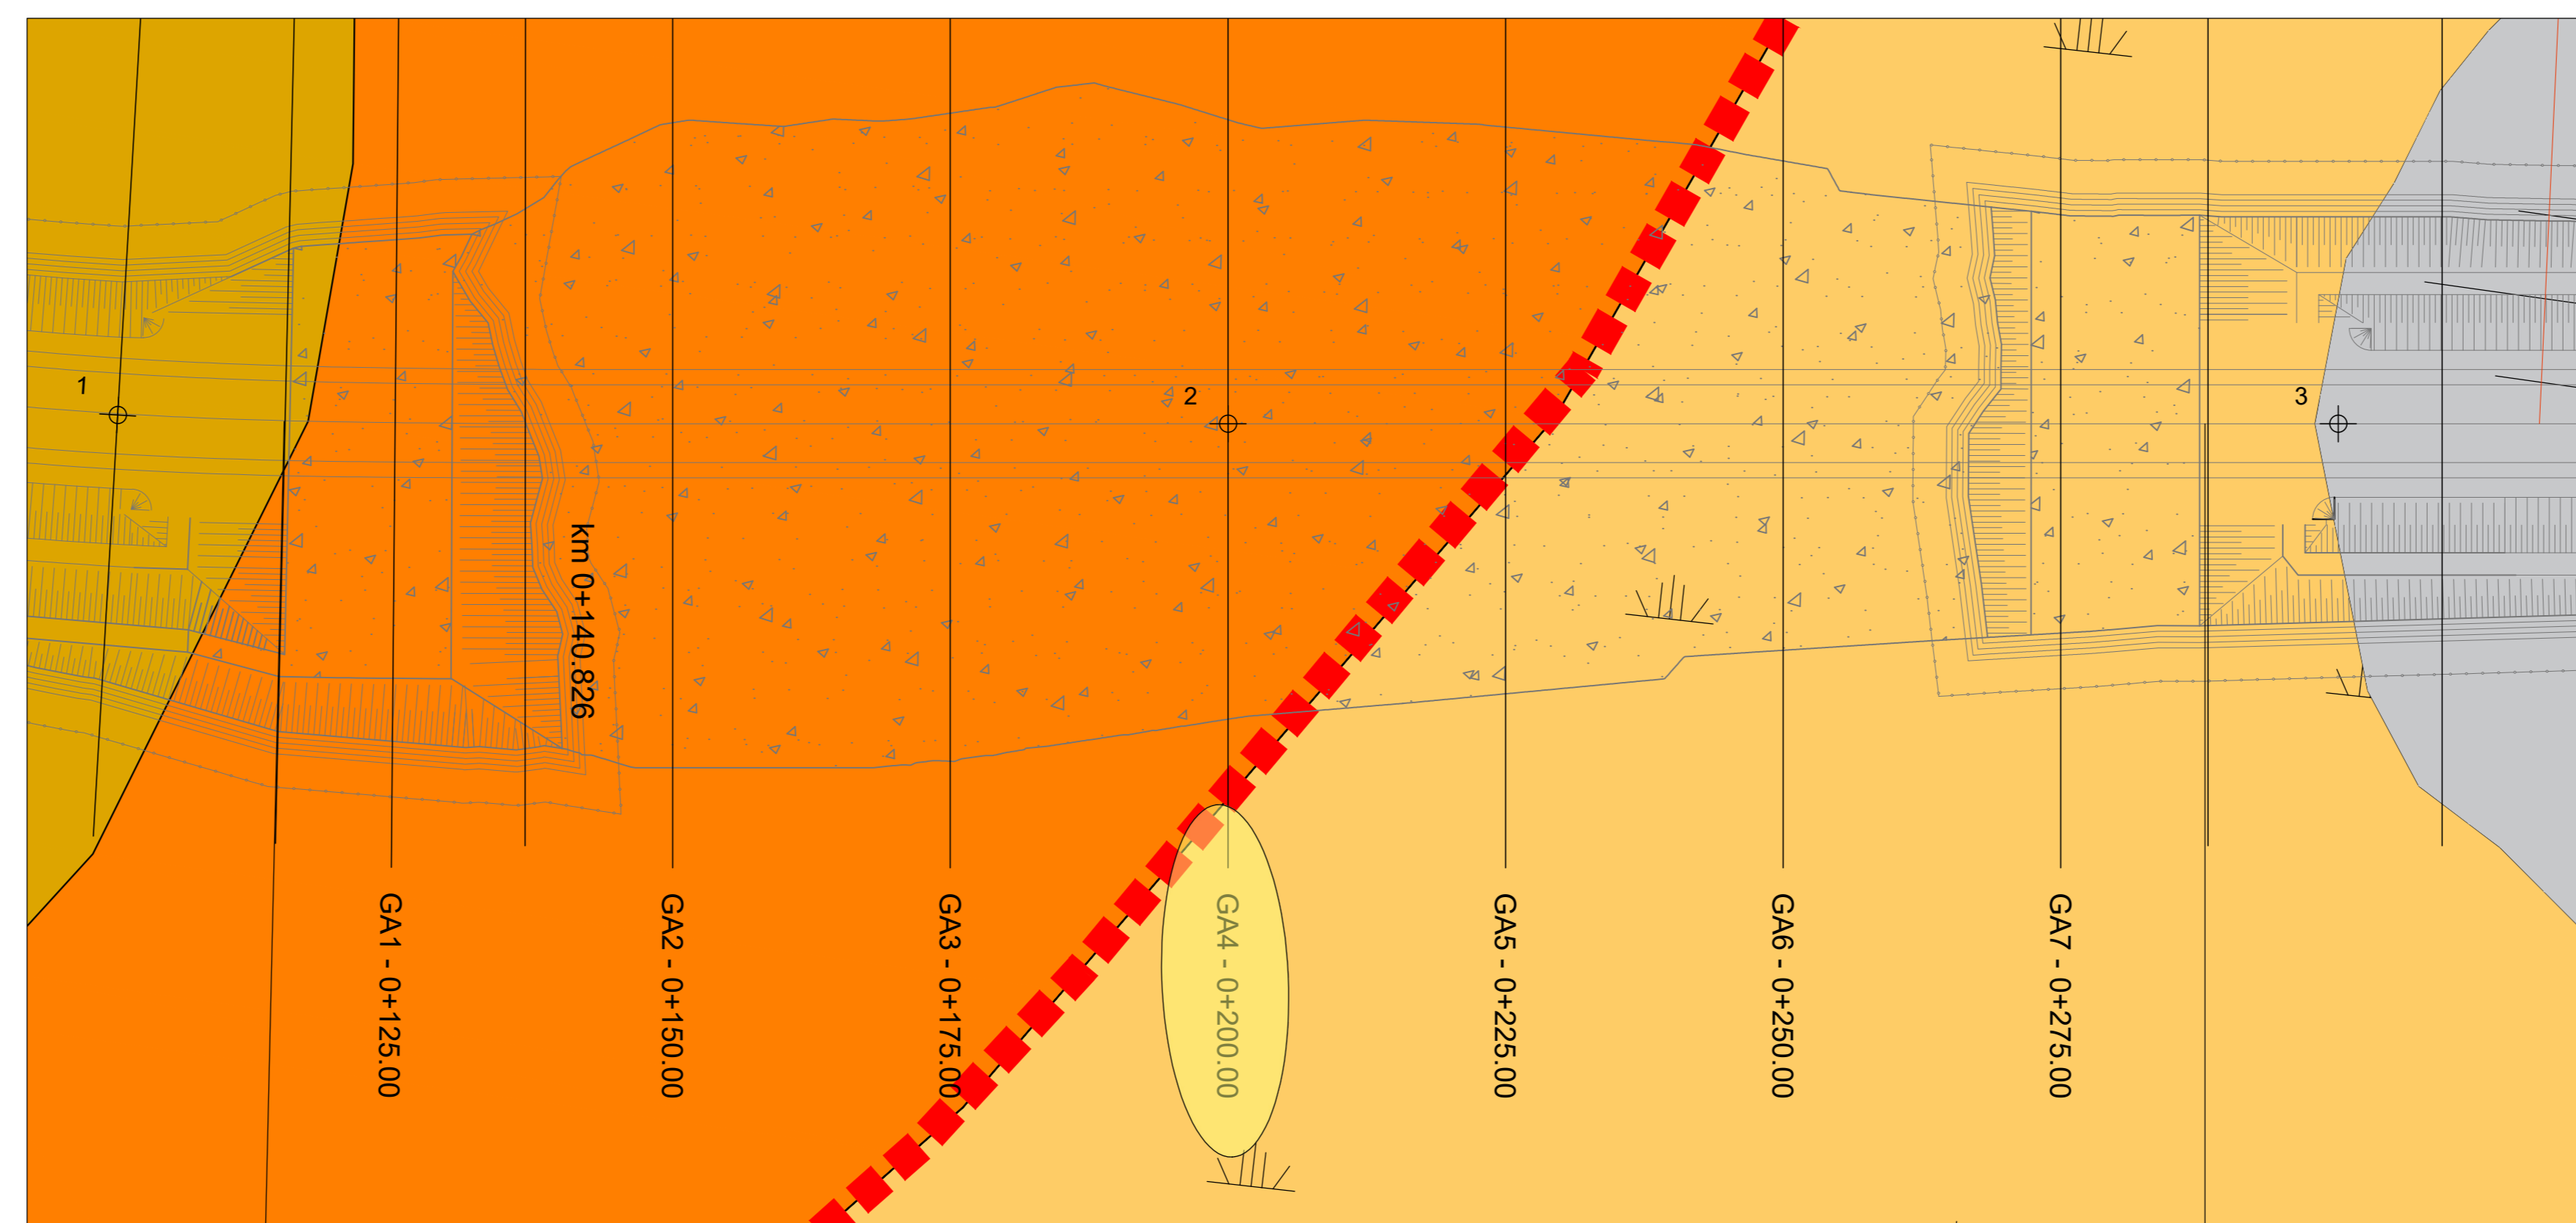 1
2
3
km 0+140.826
GA1 - 0+125.00
GA2 - 0+150.00
GA3 - 0+175.00
GA4 - 0+200.00
GA5 - 0+225.00
GA6 - 0+250.00
GA7 - 0+275.00